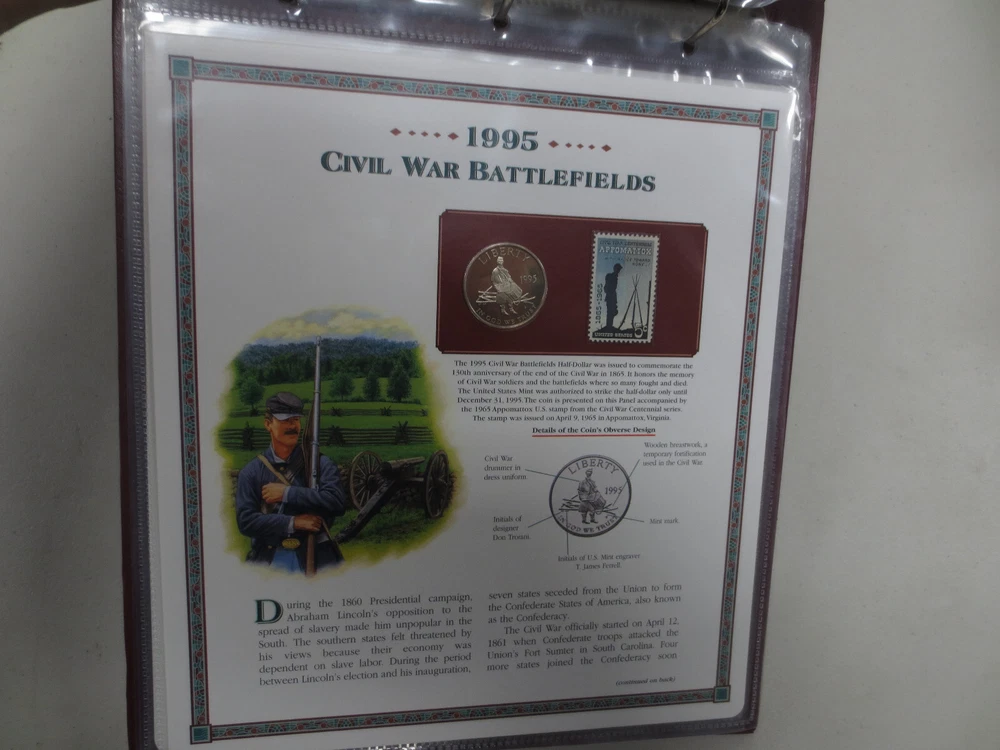 1995
CIVIL WAR BATTLEFIELDS
LIBERTY
1995
IN GOD WE TRUST
APPOMATTOX
1865-1965
UNITED STATES
5c
The 1995 Civil War Battlefields Half-Dollar was issued to commemorate the
130th anniversary of the end of the Civil War in 1865. It honors the memory
of Civil War soldiers and the battlefields where so many fought and died.
The United States Mint was authorized to strike the half-dollar only until
December 31, 1995. The coin is presented on this Panel accompanied by
the 1965 Appomattox U.S. stamp from the Civil War Centennial series.
The stamp was issued on April 9, 1965 in Appomattox, Virginia.
Details of the Coin's Obverse Design
Civil War
drummer in
dress uniform
Wooden breastwork, a
temporary fortification
used in the Civil War
LIBERTY
1995
IN GOD WE TRUST
Initials of
designer
Don Troiani
Mint mark
Initials of U.S. Mint engraver,
T. James Ferrell
During the 1860 Presidential campaign,
Abraham Lincoln's opposition to the
spread of slavery made him unpopular in the
South. The southern states felt threatened by
his views because their economy was
dependent on slave labor. During the period
between Lincoln's election and his inauguration,
seven states seceded from the Union to form
the Confederate States of America, also known
as the Confederacy.
The Civil War officially started on April 12,
1861 when Confederate troops attacked the
Union's Fort Sumter in South Carolina. Four
more states joined the Confederacy soon
(continued on back)